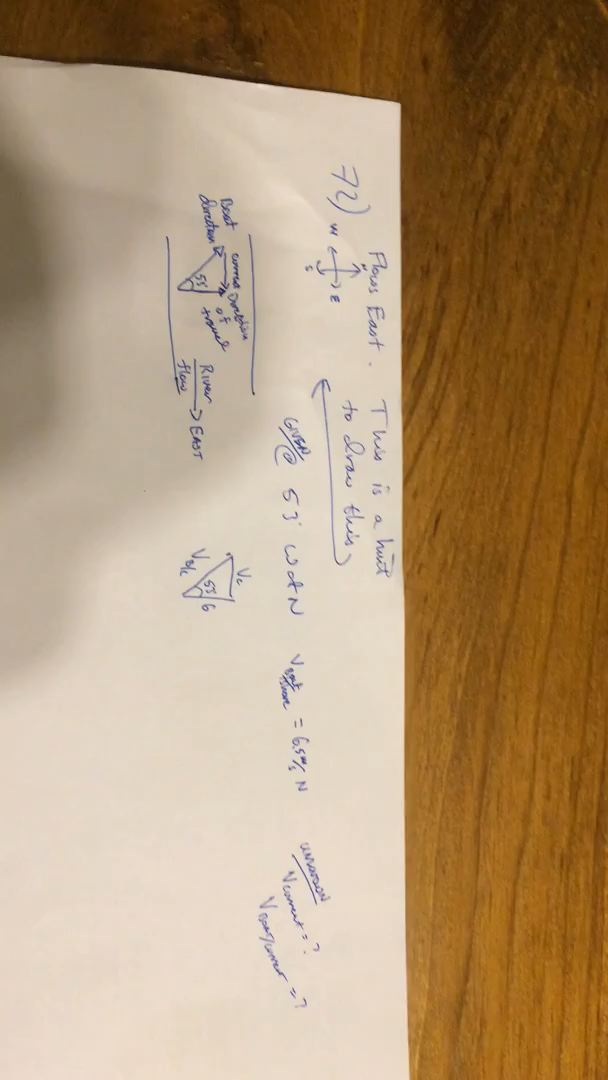 72) Flows East. This is a hint
to draw this
N
W E
S
GIVEN
@ 53° W of N V Boat/shore = 6.5 m/s N
unknown
V current = ?
V Boat/current = ?
Boat
direction
current
Direction
of
travel
53°
River
flow → EAST
Vc
53°
6
V B/c